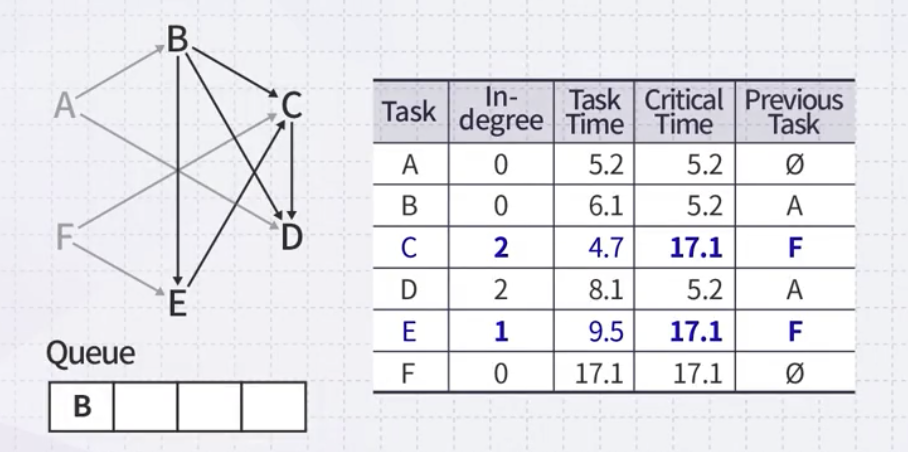 B
A
C
F
D
E
Queue
B
Task In-degree Task Time Critical Time Previous Task
A 0 5.2 5.2 Ø
B 0 6.1 5.2 A
C 2 4.7 17.1 F
D 2 8.1 5.2 A
E 1 9.5 17.1 F
F 0 17.1 17.1 Ø